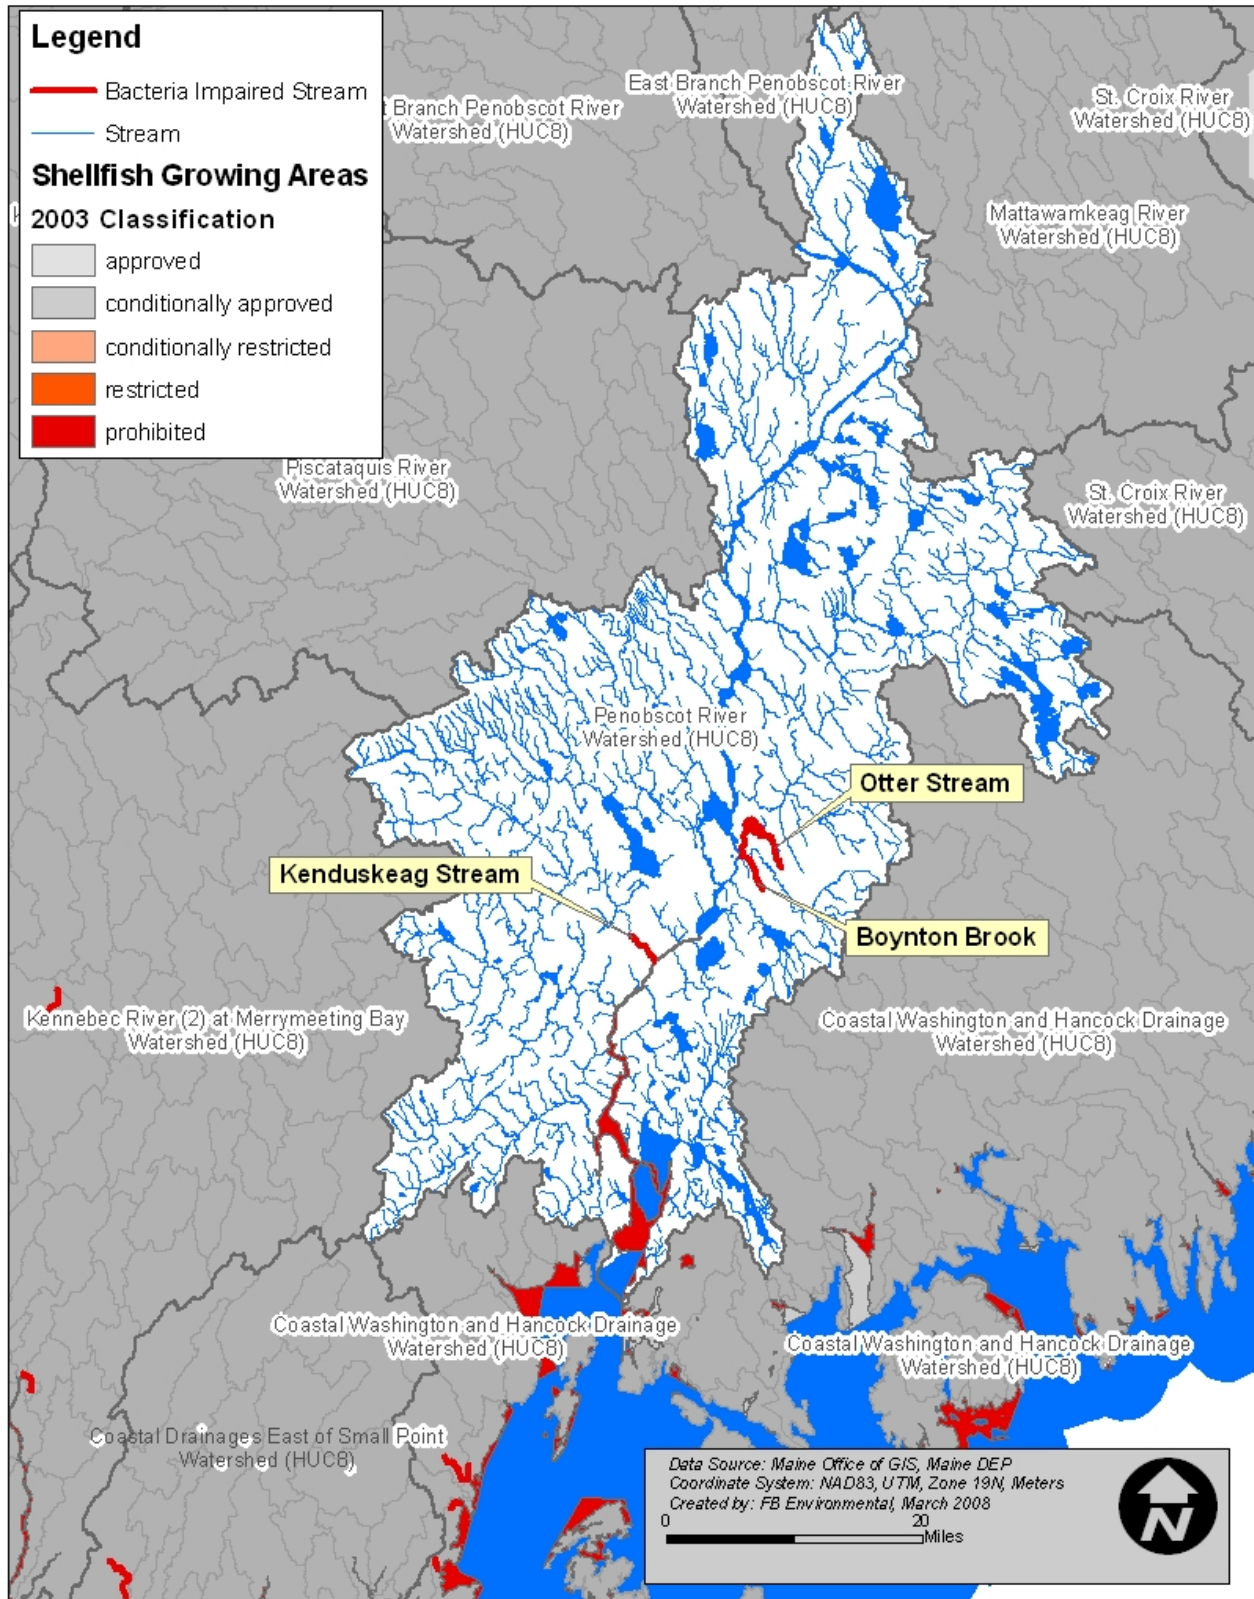 Legend
Bacteria Impaired Stream
Stream
Shellfish Growing Areas
2003 Classification
approved
conditionally approved
conditionally restricted
restricted
prohibited
Branch Penobscot River
Watershed (HUC8)
East Branch Penobscot River
Watershed (HUC8)
St. Croix River
Watershed (HUC8)
Mattawamkeag River
Watershed (HUC8)
Piscataquis River
Watershed (HUC8)
St. Croix River
Watershed (HUC8)
Penobscot River
Watershed (HUC8)
Otter Stream
Kenduskeag Stream
Boynton Brook
Kennebec River (2) at Merrymeeting Bay
Watershed (HUC8)
Coastal Washington and Hancock Drainage
Watershed (HUC8)
Coastal Washington and Hancock Drainage
Watershed (HUC8)
Coastal Washington and Hancock Drainage
Watershed (HUC8)
Coastal Drainages East of Small Point
Watershed (HUC8)
Data Source: Maine Office of GIS, Maine DEP
Coordinate System: NAD83, UTM, Zone 19N, Meters
Created by: FB Environmental, March 2008
0 20
Miles
N